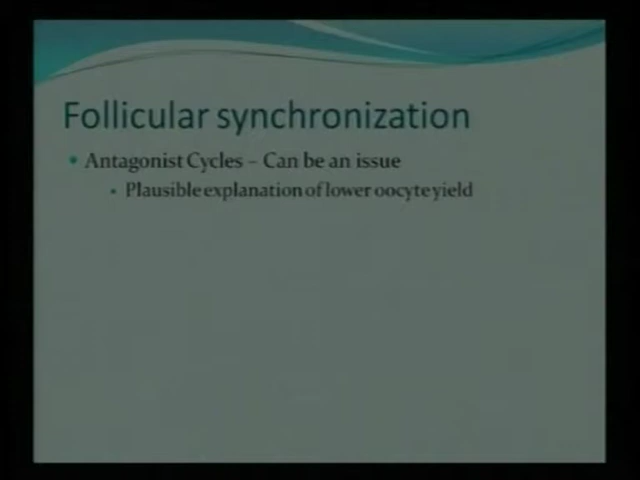 Follicular synchronization
Antagonist Cycles – Can be an issue
Plausible explanation of lower oocyte yield